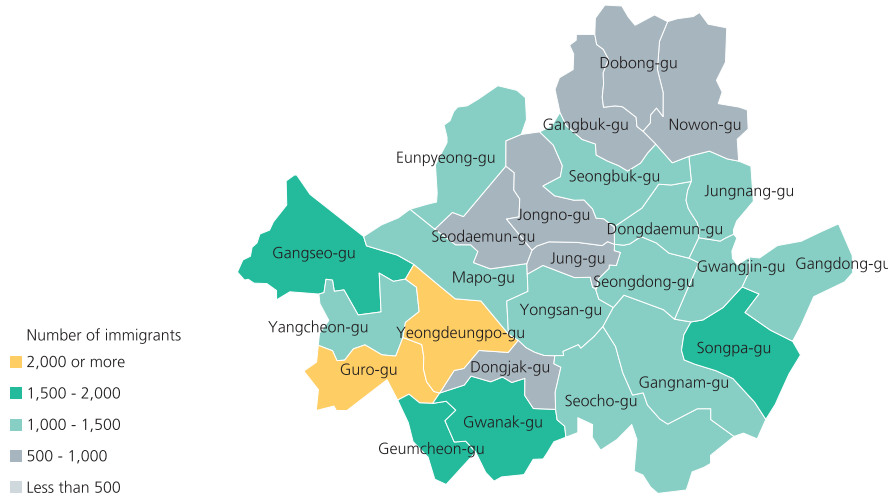 Dobong-gu
Gangbuk-gu
Nowon-gu
Eunpyeong-gu
Seongbuk-gu
Jungnang-gu
Jongno-gu
Seodaemun-gu
Dongdaemun-gu
Gangseo-gu
Jung-gu
Gwangjin-gu
Gangdong-gu
Mapo-gu
Seongdong-gu
Yongsan-gu
Yangcheon-gu
Yeongdeungpo-gu
Songpa-gu
Guro-gu
Dongjak-gu
Gangnam-gu
Seocho-gu
Gwanak-gu
Geumcheon-gu
Number of immigrants
2,000 or more
1,500 - 2,000
1,000 - 1,500
500 - 1,000
Less than 500